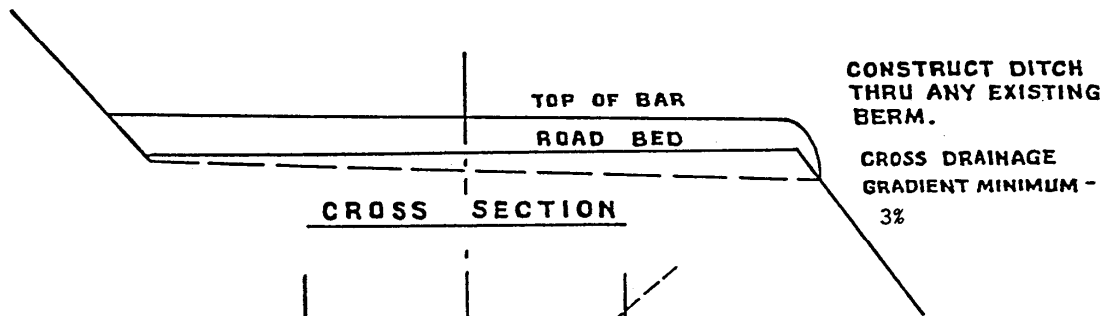 TOP OF BAR
ROAD BED
CROSS SECTION
CONSTRUCT DITCH
THRU ANY EXISTING
BERM.
CROSS DRAINAGE
GRADIENT MINIMUM -
3%